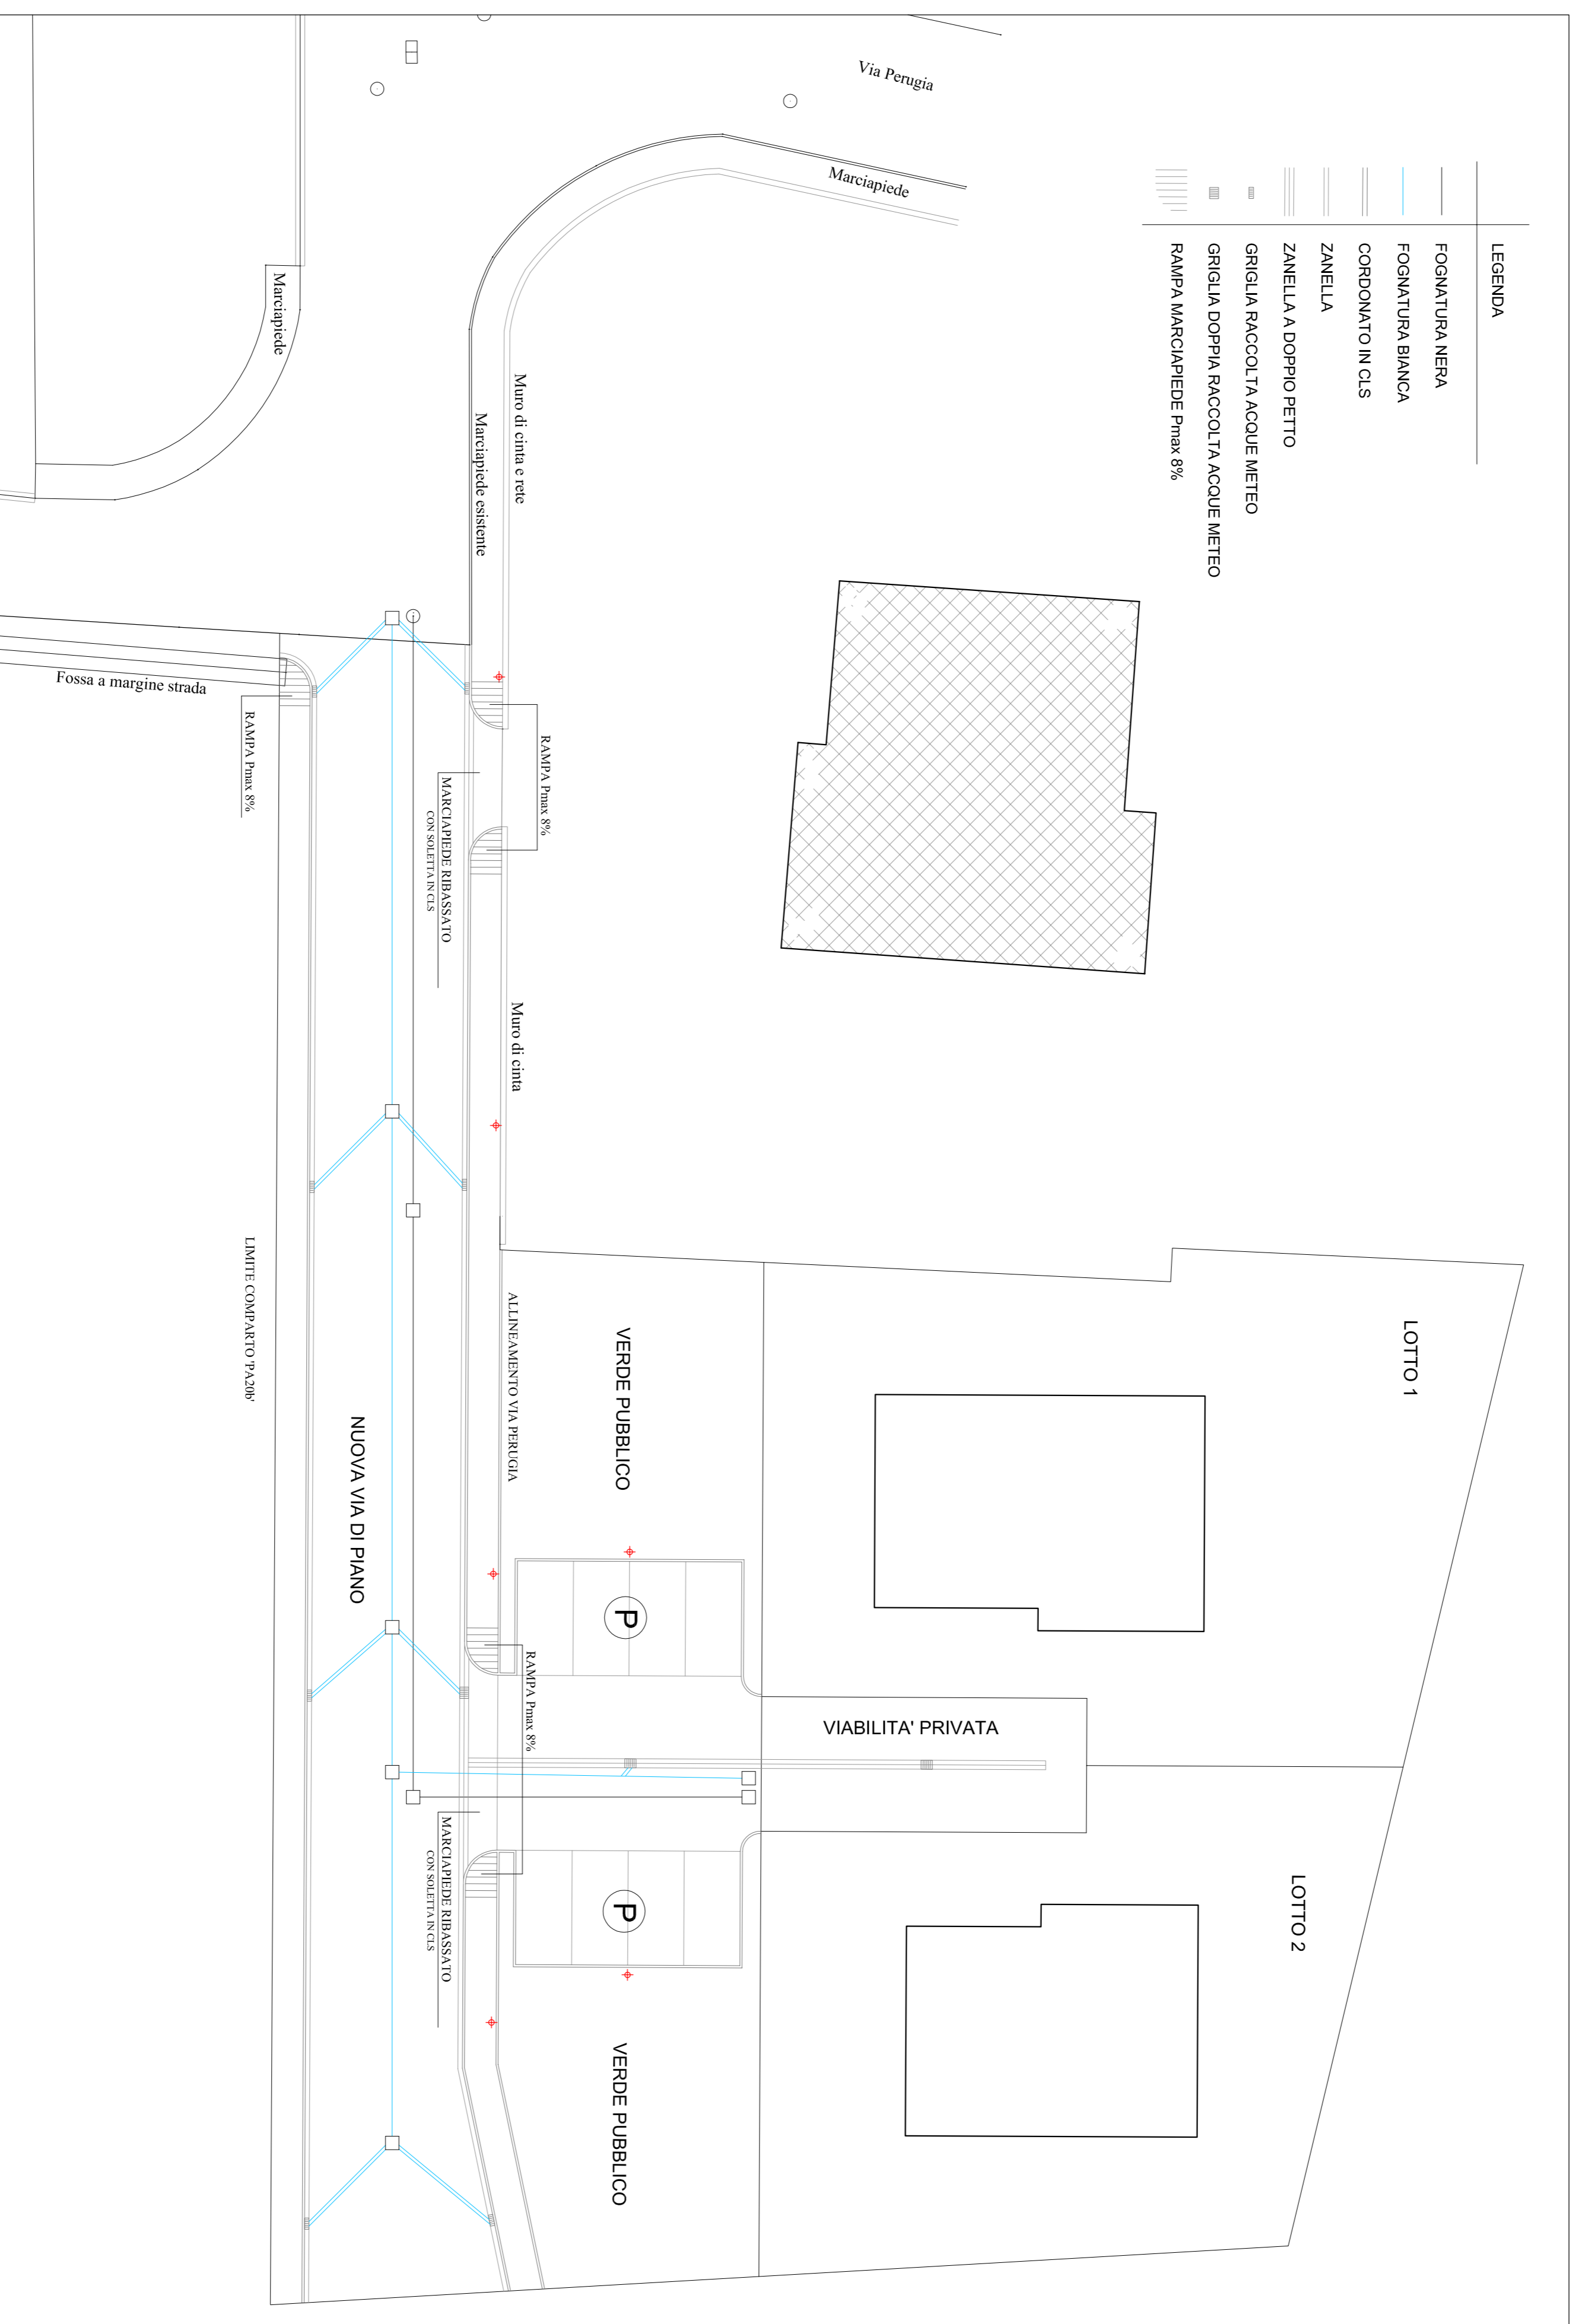 LEGENDA
FOGNATURA NERA
FOGNATURA BIANCA
CORDONATO IN CLS
ZANELLA
ZANELLA A DOPPIO PETTO
GRIGLIA RACCOLTA ACQUE METEO
GRIGLIA DOPPIA RACCOLTA ACQUE METEO
RAMPA MARCIAPIEDE Pmax 8%
Via Perugia
Marciapiede
Muro di cinta e rete
Marciapiede esistente
Marciapiede
Fossa a margine strada
RAMPA Pmax 8%
RAMPA Pmax 8%
MARCIAPIEDE RIBASSATO
CON SOLETTA IN CLS
Muro di cinta
LOTTO 1
VERDE PUBBLICO
ALLINEAMENTO VIA PERUGIA
NUOVA VIA DI PIANO
LIMITE COMPARTO 'PA20b'
P
RAMPA Pmax 8%
VIABILITA' PRIVATA
LOTTO 2
P
MARCIAPIEDE RIBASSATO
CON SOLETTA IN CLS
VERDE PUBBLICO